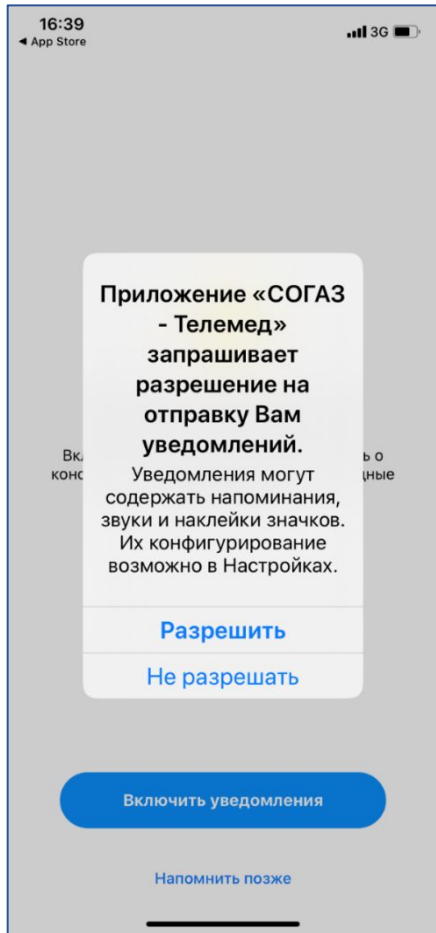 16:39
◀ App Store
3G
Приложение «СОГАЗ
- Телемед»
запрашивает
разрешение на
отправку Вам
уведомлений.
Уведомления могут
содержать напоминания,
звуки и наклейки значков.
Их конфигурирование
возможно в Настройках.
Разрешить
Не разрешать
Включить уведомления
Напомнить позже